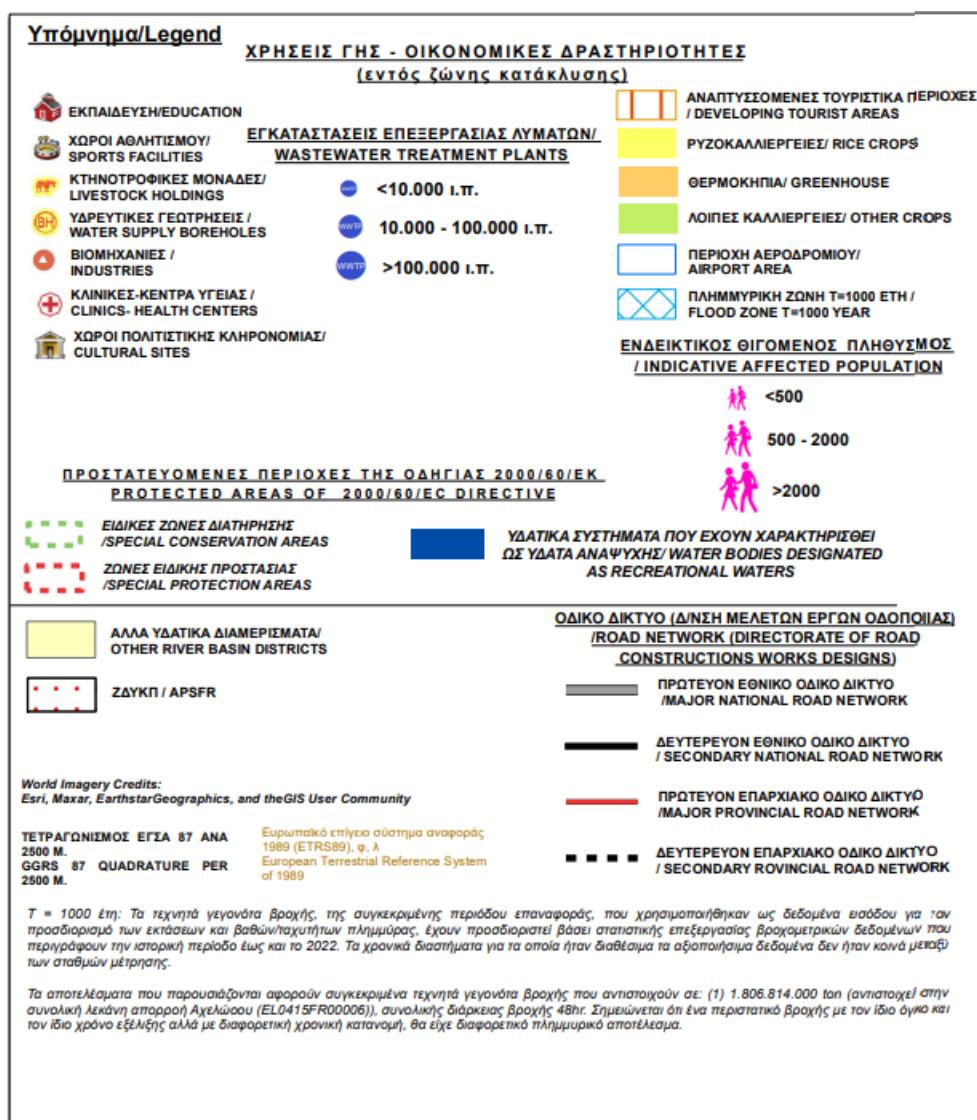 Υπόμνημα/Legend
ΧΡΗΣΕΙΣ ΓΗΣ - ΟΙΚΟΝΟΜΙΚΕΣ ΔΡΑΣΤΗΡΙΟΤΗΤΕΣ
(εντός ζώνης κατάκλυσης)
ΕΚΠΑΙΔΕΥΣΗ/EDUCATION
ΧΩΡΟΙ ΑΘΛΗΤΙΣΜΟΥ/
SPORTS FACILITIES
ΚΤΗΝΟΤΡΟΦΙΚΕΣ ΜΟΝΑΔΕΣ/
LIVESTOCK HOLDINGS
BH
ΥΔΡΕΥΤΙΚΕΣ ΓΕΩΤΡΗΣΕΙΣ /
WATER SUPPLY BOREHOLES
ΒΙΟΜΗΧΑΝΙΕΣ /
INDUSTRIES
ΚΛΙΝΙΚΕΣ-ΚΕΝΤΡΑ ΥΓΕΙΑΣ /
CLINICS- HEALTH CENTERS
ΧΩΡΟΙ ΠΟΛΙΤΙΣΤΙΚΗΣ ΚΛΗΡΟΝΟΜΙΑΣ/
CULTURAL SITES
ΕΓΚΑΤΑΣΤΑΣΕΙΣ ΕΠΕΞΕΡΓΑΣΙΑΣ ΛΥΜΑΤΩΝ/
WASTEWATER TREATMENT PLANTS
WWTP <10.000 ι.π.
WWTP 10.000 - 100.000 ι.π.
WWTP >100.000 ι.π.
ΑΝΑΠΤΥΣΣΟΜΕΝΕΣ ΤΟΥΡΙΣΤΙΚΑ ΠΕΡΙΟΧΕΣ
/ DEVELOPING TOURIST AREAS
ΡΥΖΟΚΑΛΛΙΕΡΓΕΙΕΣ/ RICE CROPS
ΘΕΡΜΟΚΗΠΙΑ/ GREENHOUSE
ΛΟΙΠΕΣ ΚΑΛΛΙΕΡΓΕΙΕΣ/ OTHER CROPS
ΠΕΡΙΟΧΗ ΑΕΡΟΔΡΟΜΙΟΥ/
AIRPORT AREA
ΠΛΗΜΜΥΡΙΚΗ ΖΩΝΗ Τ=1000 ΕΤΗ /
FLOOD ZONE T=1000 YEAR
ΕΝΔΕΙΚΤΙΚΟΣ ΘΙΓΟΜΕΝΟΣ ΠΛΗΘΥΣΜΟΣ
/ INDICATIVE AFFECTED POPULATION
<500
500 - 2000
>2000
ΠΡΟΣΤΑΤΕΥΟΜΕΝΕΣ ΠΕΡΙΟΧΕΣ ΤΗΣ ΟΔΗΓΙΑΣ 2000/60/ΕΚ
PROTECTED AREAS OF 2000/60/EC DIRECTIVE
ΕΙΔΙΚΕΣ ΖΩΝΕΣ ΔΙΑΤΗΡΗΣΗΣ
/SPECIAL CONSERVATION AREAS
ΖΩΝΕΣ ΕΙΔΙΚΗΣ ΠΡΟΣΤΑΣΙΑΣ
/SPECIAL PROTECTION AREAS
ΥΔΑΤΙΚΑ ΣΥΣΤΗΜΑΤΑ ΠΟΥ ΕΧΟΥΝ ΧΑΡΑΚΤΗΡΙΣΘΕΙ
ΩΣ ΥΔΑΤΑ ΑΝΑΨΥΧΗΣ/ WATER BODIES DESIGNATED
AS RECREATIONAL WATERS
ΑΛΛΑ ΥΔΑΤΙΚΑ ΔΙΑΜΕΡΙΣΜΑΤΑ/
OTHER RIVER BASIN DISTRICTS
ΖΔΥΚΠ / APSFR
ΟΔΙΚΟ ΔΙΚΤΥΟ (Δ/ΝΣΗ ΜΕΛΕΤΩΝ ΕΡΓΩΝ ΟΔΟΠΟΙΙΑΣ)
/ROAD NETWORK (DIRECTORATE OF ROAD
CONSTRUCTIONS WORKS DESIGNS)
ΠΡΩΤΕΥΟΝ ΕΘΝΙΚΟ ΟΔΙΚΟ ΔΙΚΤΥΟ
/MAJOR NATIONAL ROAD NETWORK
ΔΕΥΤΕΡΕΥΟΝ ΕΘΝΙΚΟ ΟΔΙΚΟ ΔΙΚΤΥΟ
/ SECONDARY NATIONAL ROAD NETWORK
ΠΡΩΤΕΥΟΝ ΕΠΑΡΧΙΑΚΟ ΟΔΙΚΟ ΔΙΚΤΥΟ
/MAJOR PROVINCIAL ROAD NETWORK
ΔΕΥΤΕΡΕΥΟΝ ΕΠΑΡΧΙΑΚΟ ΟΔΙΚΟ ΔΙΚΤΥΟ
/ SECONDARY ROVINCIAL ROAD NETWORK
World Imagery Credits:
Esri, Maxar, EarthstarGeographics, and theGIS User Community
ΤΕΤΡΑΓΩΝΙΣΜΟΣ ΕΓΣΑ 87 ΑΝΑ
2500 Μ.
GGRS 87 QUADRATURE PER
2500 M.
Ευρωπαϊκό επίγειο σύστημα αναφοράς
1989 (ETRS89), φ, λ
European Terrestrial Reference System
of 1989
Τ = 1000 έτη: Τα τεχνητά γεγονότα βροχής, της συγκεκριμένης περιόδου επαναφοράς, που χρησιμοποιήθηκαν ως δεδομένα εισόδου για τον
προσδιορισμό των εκτάσεων και βαθών/ταχυτήτων πλημμύρας, έχουν προσδιοριστεί βάσει στατιστικής επεξεργασίας βροχομετρικών δεδομένων που
περιγράφουν την ιστορική περίοδο έως και το 2022. Τα χρονικά διαστήματα για τα οποία ήταν διαθέσιμα τα αξιοποιήσιμα δεδομένα δεν ήταν κοινά μεταξύ
των σταθμών μέτρησης.
Τα αποτελέσματα που παρουσιάζονται αφορούν συγκεκριμένα τεχνητά γεγονότα βροχής που αντιστοιχούν σε: (1) 1.806.814.000 ton (αντιστοιχεί στην
συνολική λεκάνη απορροή Αχελώοου (EL0415FR00006)), συνολικής διάρκειας βροχής 48hr. Σημειώνεται ότι ένα περιστατικό βροχής με τον ίδιο όγκο και
τον ίδιο χρόνο εξέλιξης αλλά με διαφορετική χρονική κατανομή, θα είχε διαφορετικό πλημμυρικό αποτέλεσμα.